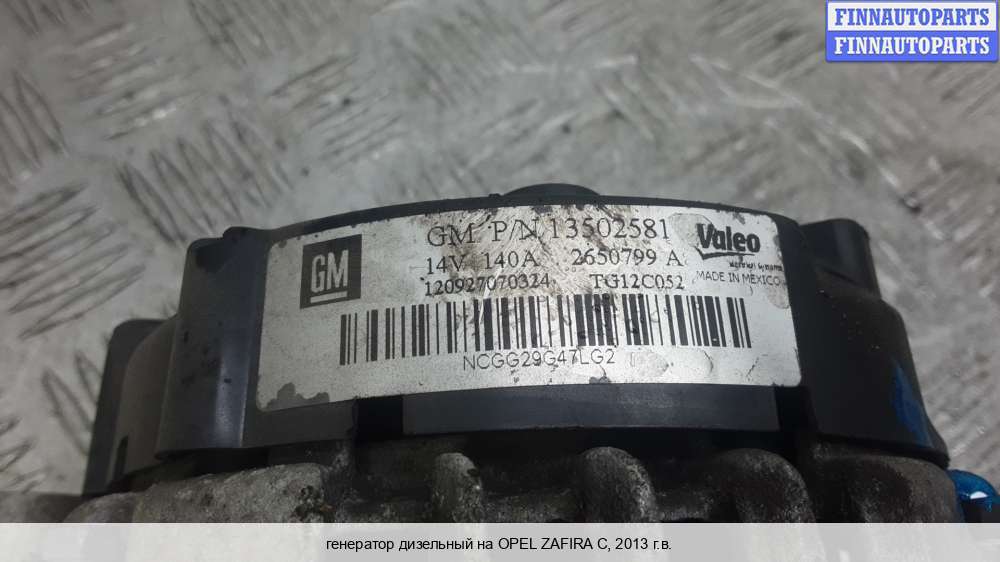 FINNAUTOPARTS
FINNAUTOPARTS
GM P/N 13502581
Valeo
GM
14V 140A 2650799 A
MADE IN MEXICO
120927070324 TG12C052
NCGG29G47LG2
генератор дизельный на OPEL ZAFIRA C, 2013 г.в.